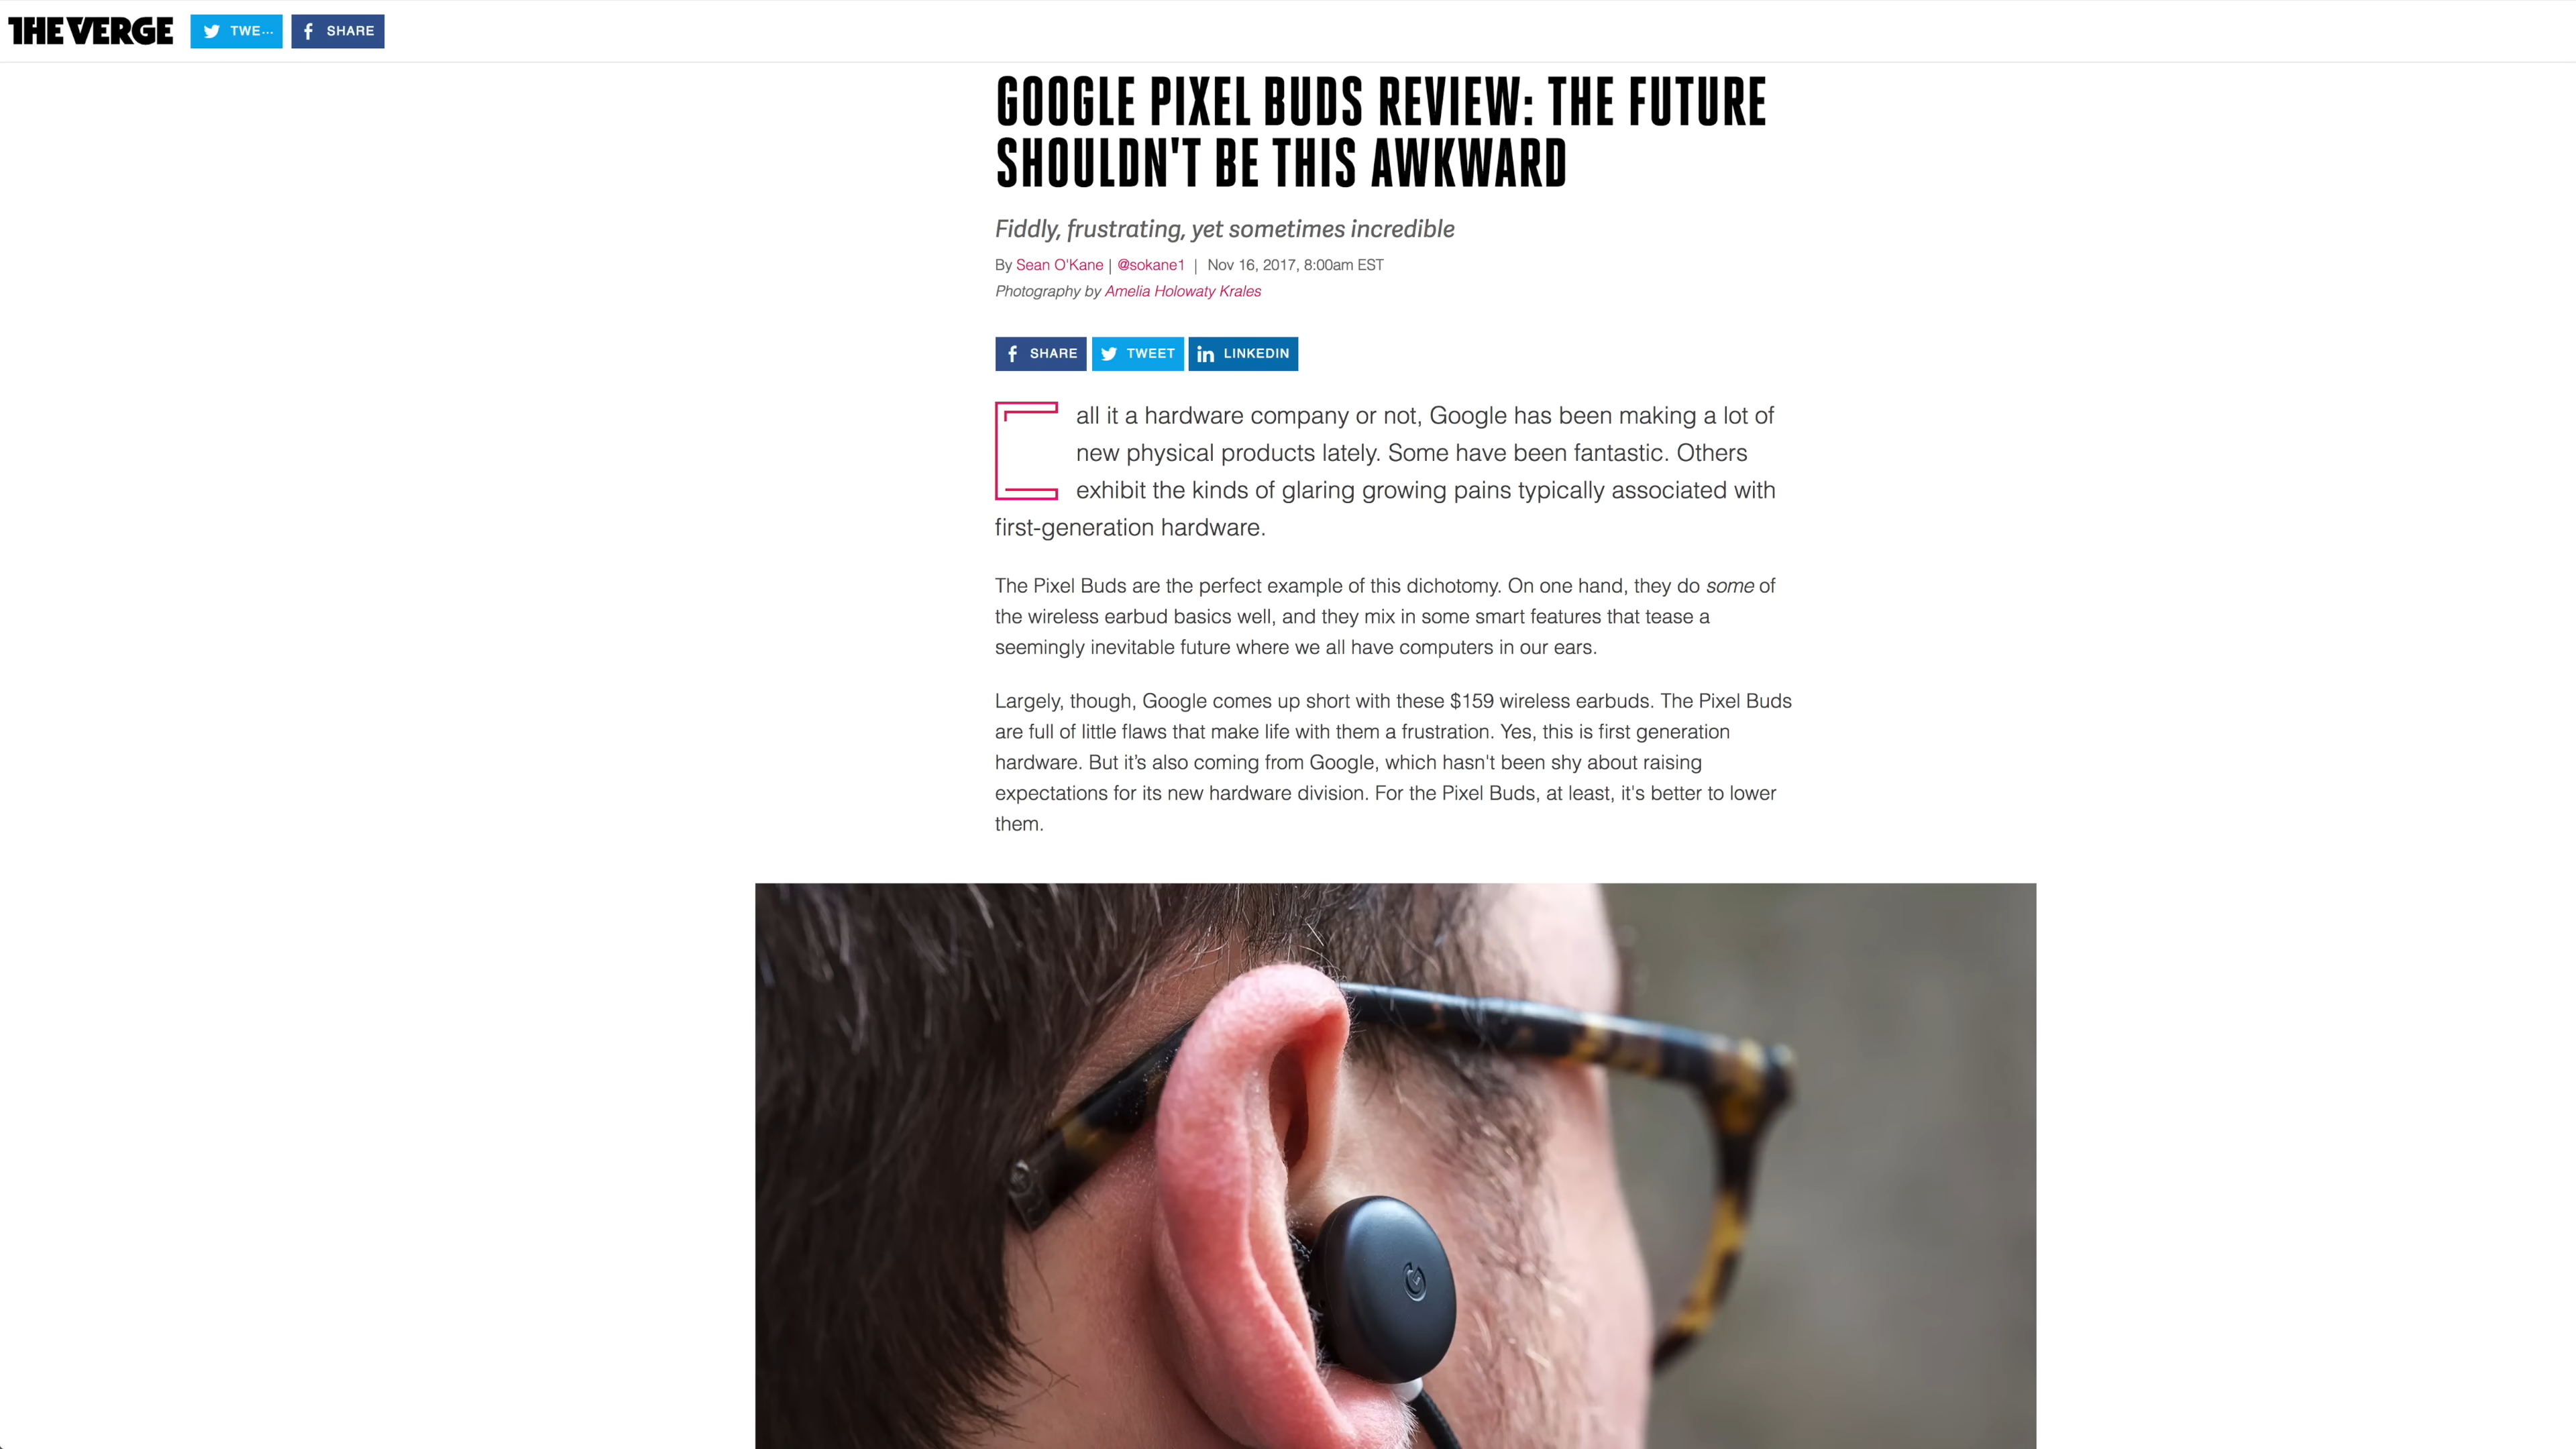 THE VERGE
TWE...
SHARE
GOOGLE PIXEL BUDS REVIEW: THE FUTURE
SHOULDN'T BE THIS AWKWARD
Fiddly, frustrating, yet sometimes incredible
By Sean O'Kane | @sokane1 | Nov 16, 2017, 8:00am EST
Photography by Amelia Holowaty Krales
SHARE
TWEET
LINKEDIN
Call it a hardware company or not, Google has been making a lot of
new physical products lately. Some have been fantastic. Others
exhibit the kinds of glaring growing pains typically associated with
first-generation hardware.
The Pixel Buds are the perfect example of this dichotomy. On one hand, they do some of
the wireless earbud basics well, and they mix in some smart features that tease a
seemingly inevitable future where we all have computers in our ears.
Largely, though, Google comes up short with these $159 wireless earbuds. The Pixel Buds
are full of little flaws that make life with them a frustration. Yes, this is first generation
hardware. But it’s also coming from Google, which hasn't been shy about raising
expectations for its new hardware division. For the Pixel Buds, at least, it's better to lower
them.
G